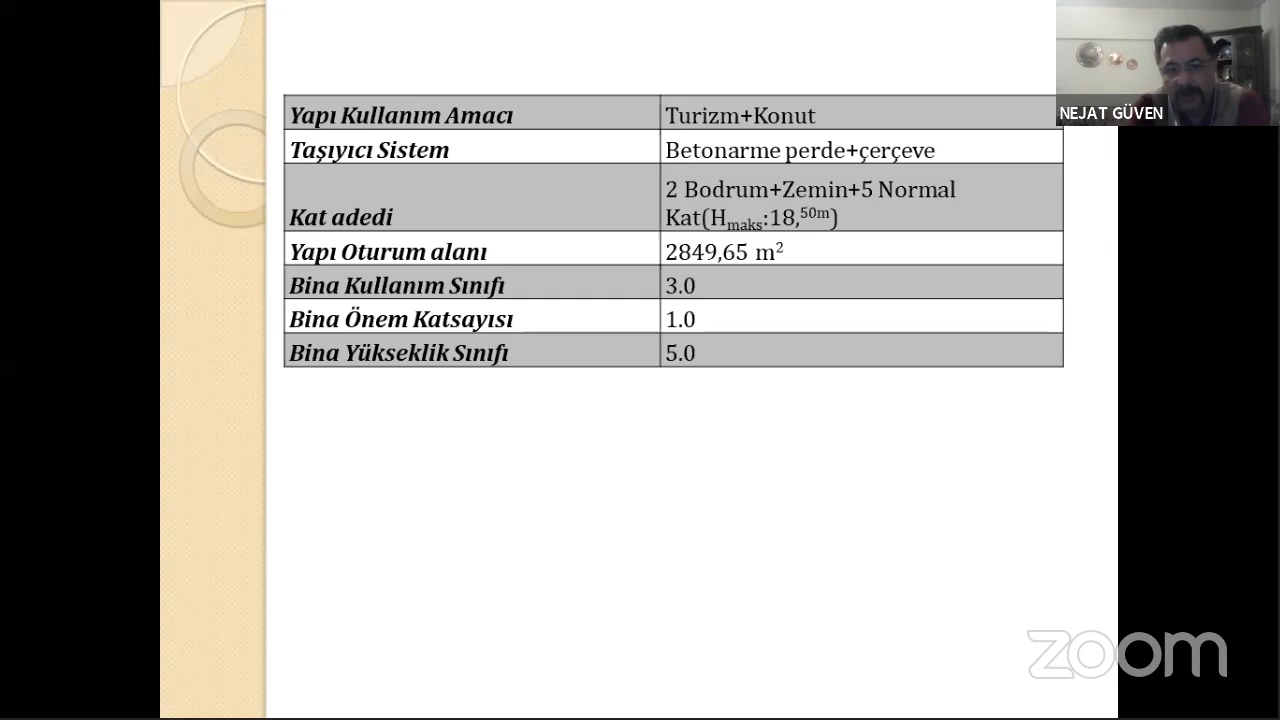 Yapı Kullanım Amacı Turizm+Konut
Taşıyıcı Sistem Betonarme perde+çerçeve
2 Bodrum+Zemin+5 Normal
Kat adedi Kat(Hmaks:18,50m)
Yapı Oturum alanı 2849,65 m²
Bina Kullanım Sınıfı 3.0
Bina Önem Katsayısı 1.0
Bina Yükseklik Sınıfı 5.0
NEJAT GÜVEN
zoom